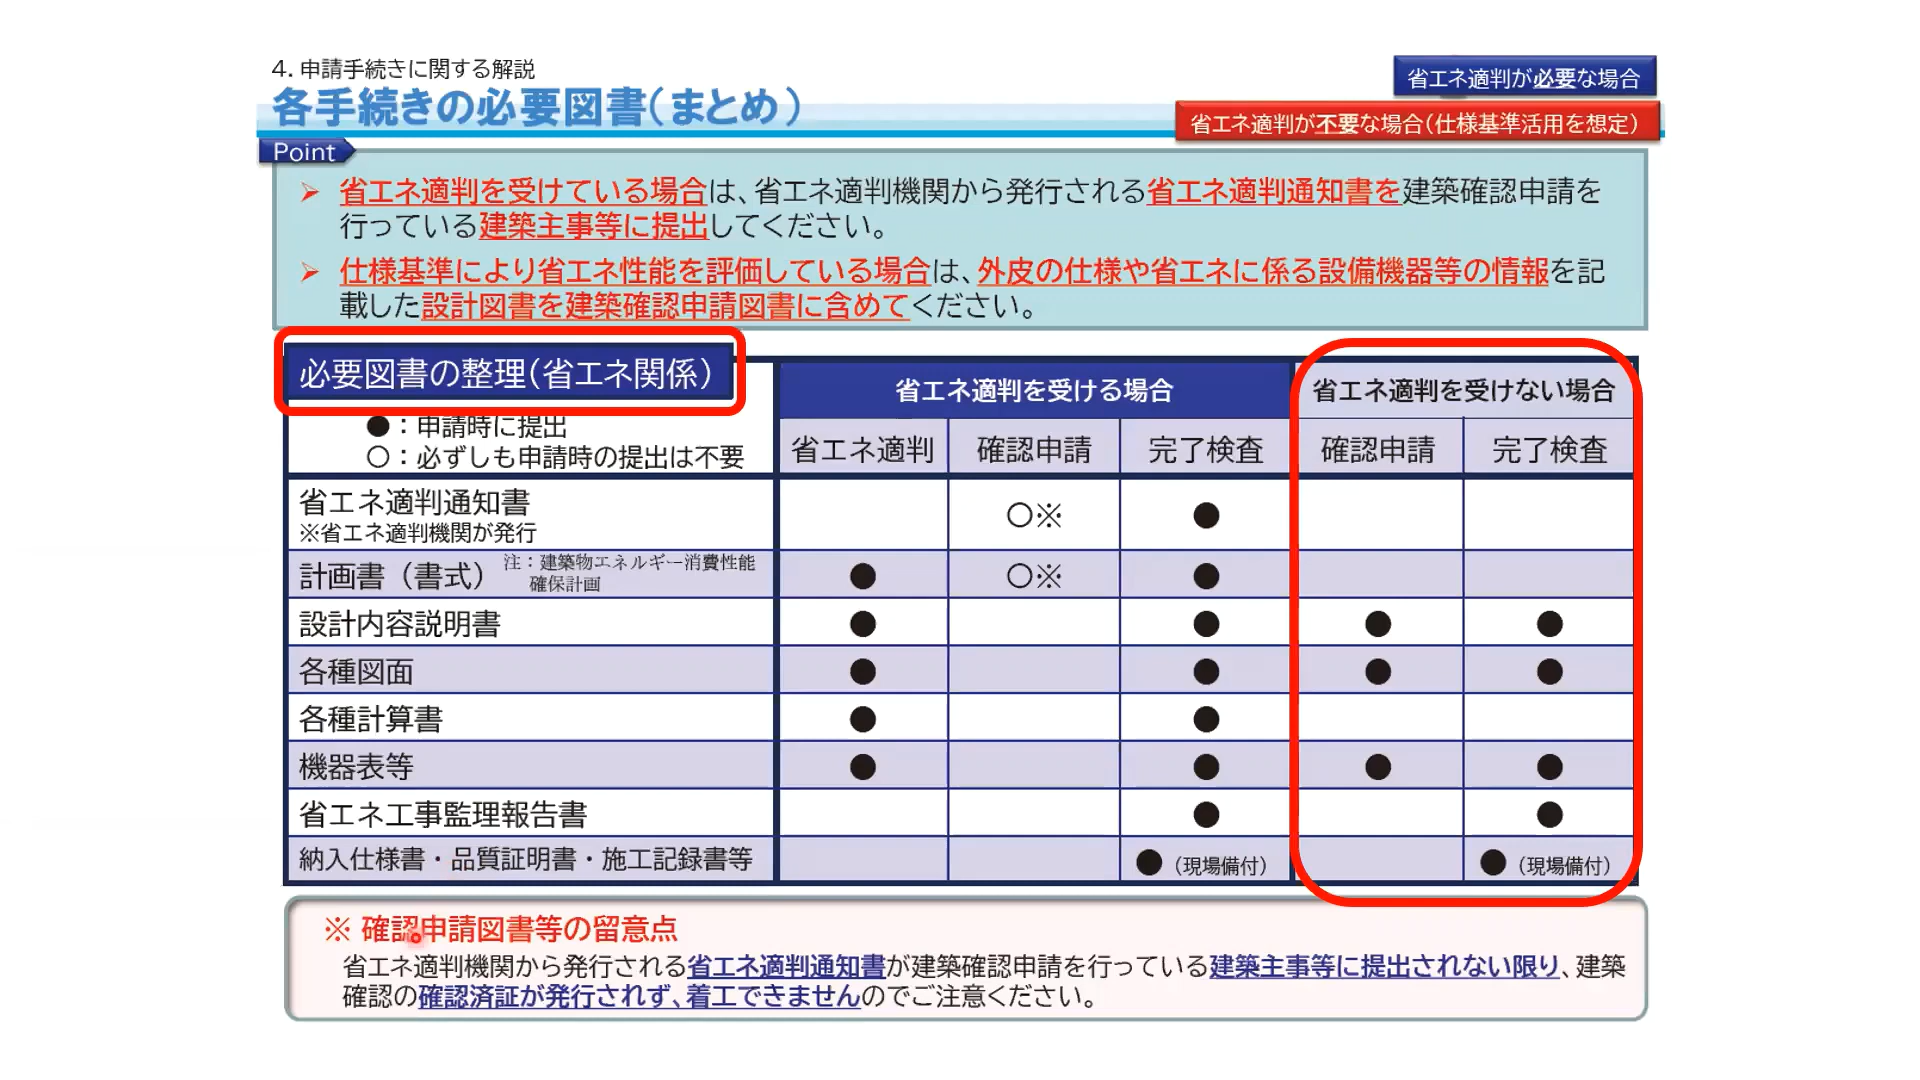 4. 申請手続きに関する解説
各手続きの必要図書（まとめ）
省エネ適判が必要な場合
省エネ適判が不要な場合（仕様基準活用を想定）
Point
➢ 省エネ適判を受けている場合は、省エネ適判機関から発行される省エネ適判通知書を建築確認申請を
行っている建築主事等に提出してください。
➢ 仕様基準により省エネ性能を評価している場合は、外皮の仕様や省エネに係る設備機器等の情報を記
載した設計図書を建築確認申請図書に含めてください。
必要図書の整理（省エネ関係）
●：申請時に提出
○：必ずしも申請時の提出は不要
省エネ適判を受ける場合
省エネ適判を受けない場合
省エネ適判 確認申請 完了検査 確認申請 完了検査
省エネ適判通知書 ○※ ●
※省エネ適判機関が発行
計画書（書式） 注：建築物エネルギー消費性能 ● ○※ ●
確保計画
設計内容説明書 ● ● ● ●
各種図面 ● ● ● ●
各種計算書 ● ●
機器表等 ● ● ● ●
省エネ工事監理報告書 ● ●
納入仕様書・品質証明書・施工記録書等 ●（現場備付） ●（現場備付）
※ 確認申請図書等の留意点
省エネ適判機関から発行される省エネ適判通知書が建築確認申請を行っている建築主事等に提出されない限り、建築
確認の確認済証が発行されず、着工できませんのでご注意ください。